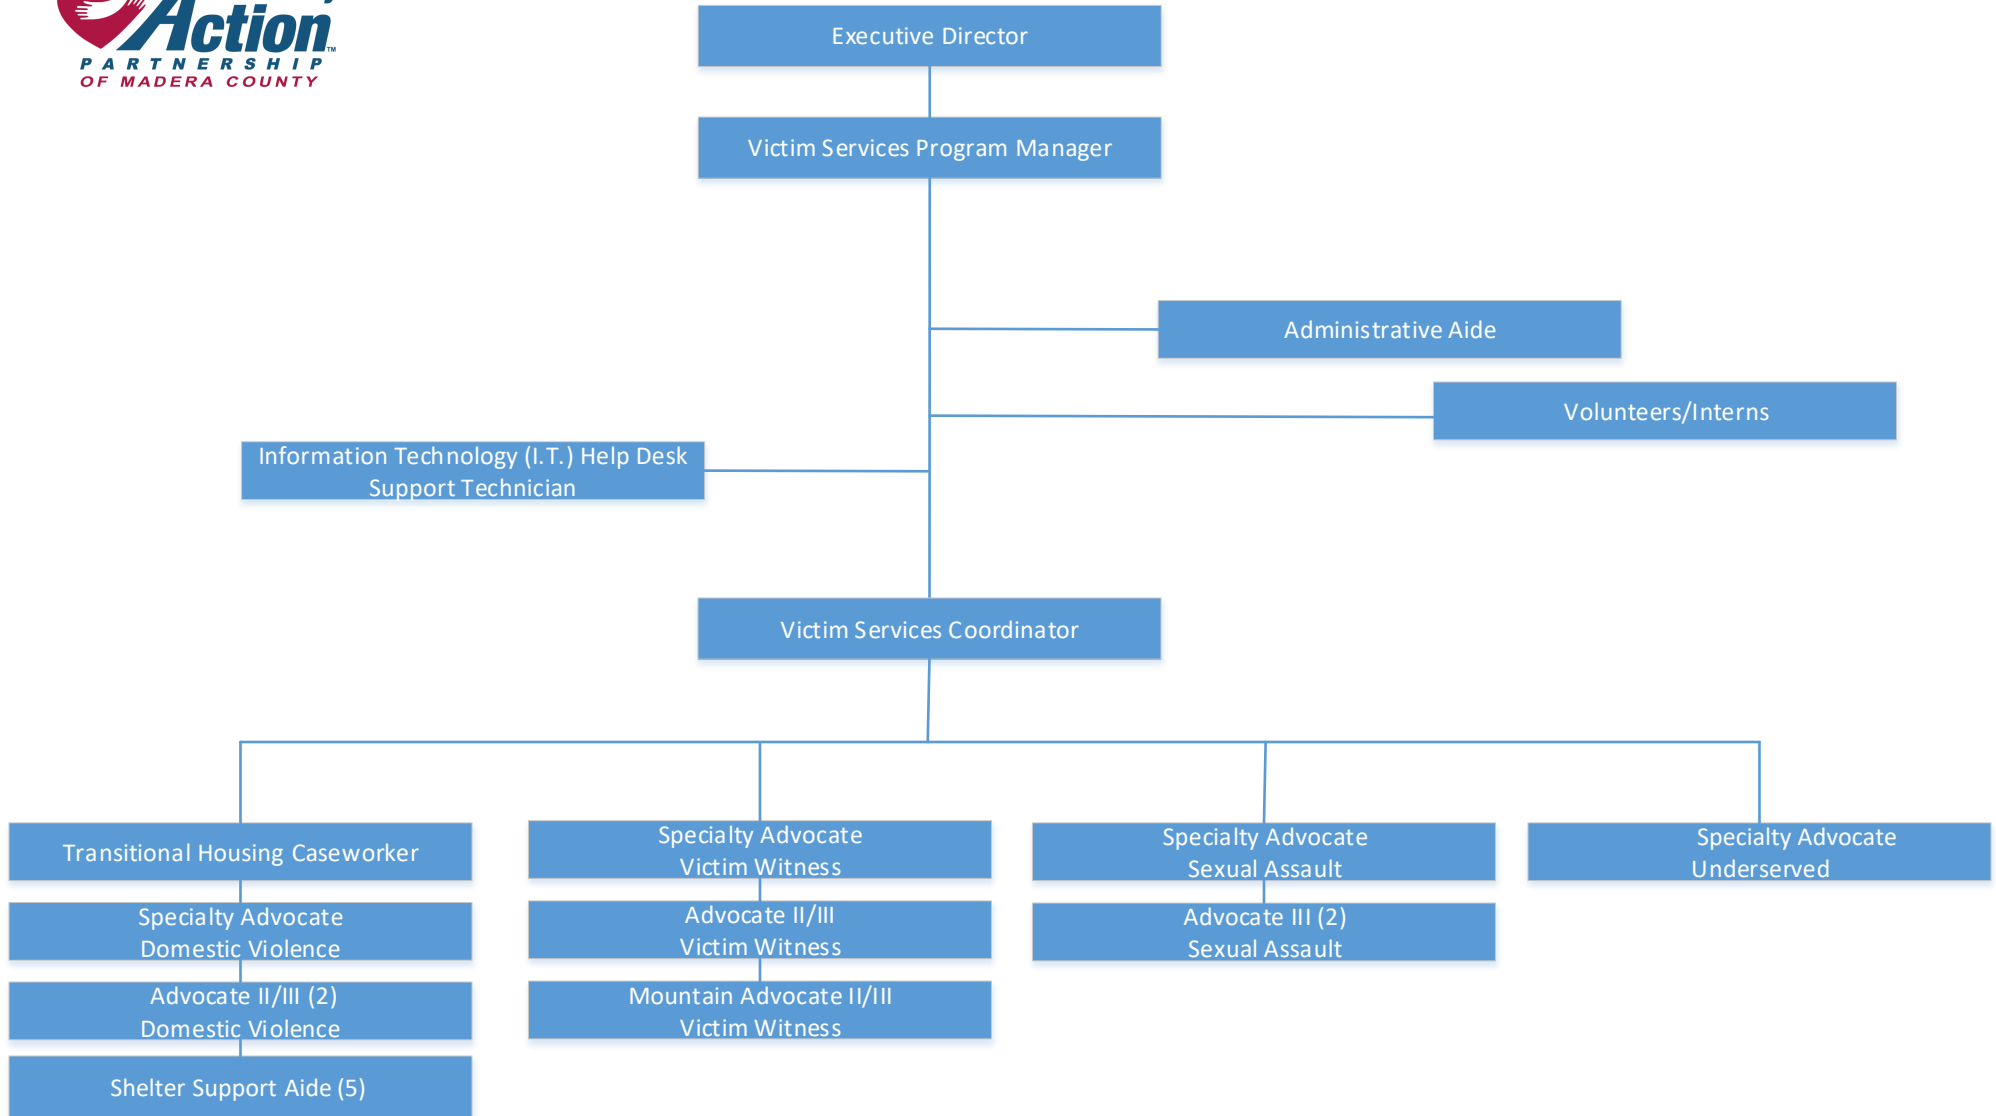 Action™
PARTNERSHIP
OF MADERA COUNTY
Executive Director
Victim Services Program Manager
Administrative Aide
Volunteers/Interns
Information Technology (I.T.) Help Desk
Support Technician
Victim Services Coordinator
Transitional Housing Caseworker
Specialty Advocate
Domestic Violence
Advocate II/III (2)
Domestic Violence
Shelter Support Aide (5)
Specialty Advocate
Victim Witness
Advocate II/III
Victim Witness
Mountain Advocate II/III
Victim Witness
Specialty Advocate
Sexual Assault
Advocate III (2)
Sexual Assault
Specialty Advocate
Underserved